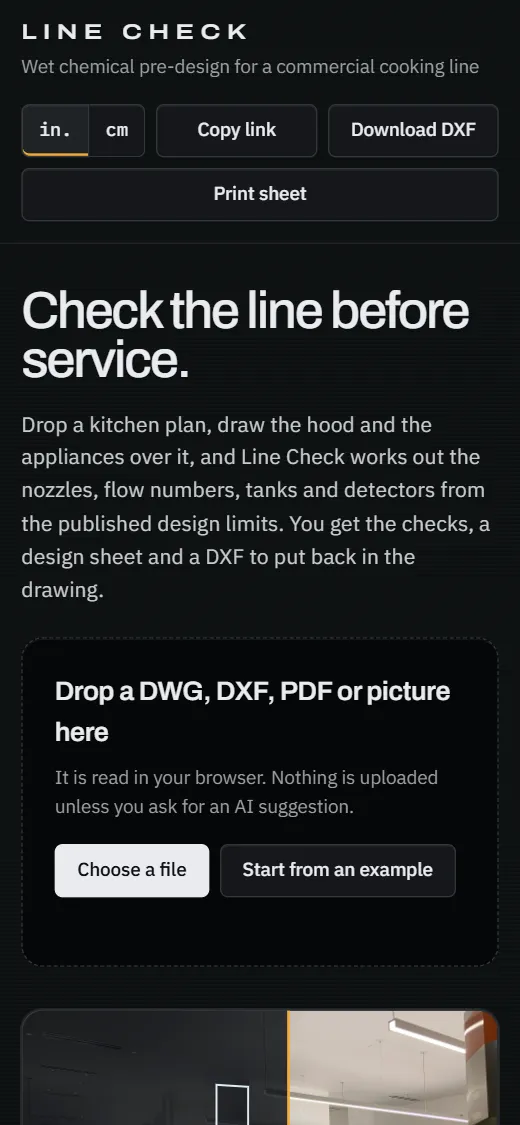 LINE CHECK
Wet chemical pre-design for a commercial cooking line
in. cm Copy link Download DXF
Print sheet
Check the line before
service.
Drop a kitchen plan, draw the hood and the
appliances over it, and Line Check works out the
nozzles, flow numbers, tanks and detectors from
the published design limits. You get the checks, a
design sheet and a DXF to put back in the
drawing.
Drop a DWG, DXF, PDF or picture
here
It is read in your browser. Nothing is uploaded
unless you ask for an AI suggestion.
Choose a file Start from an example